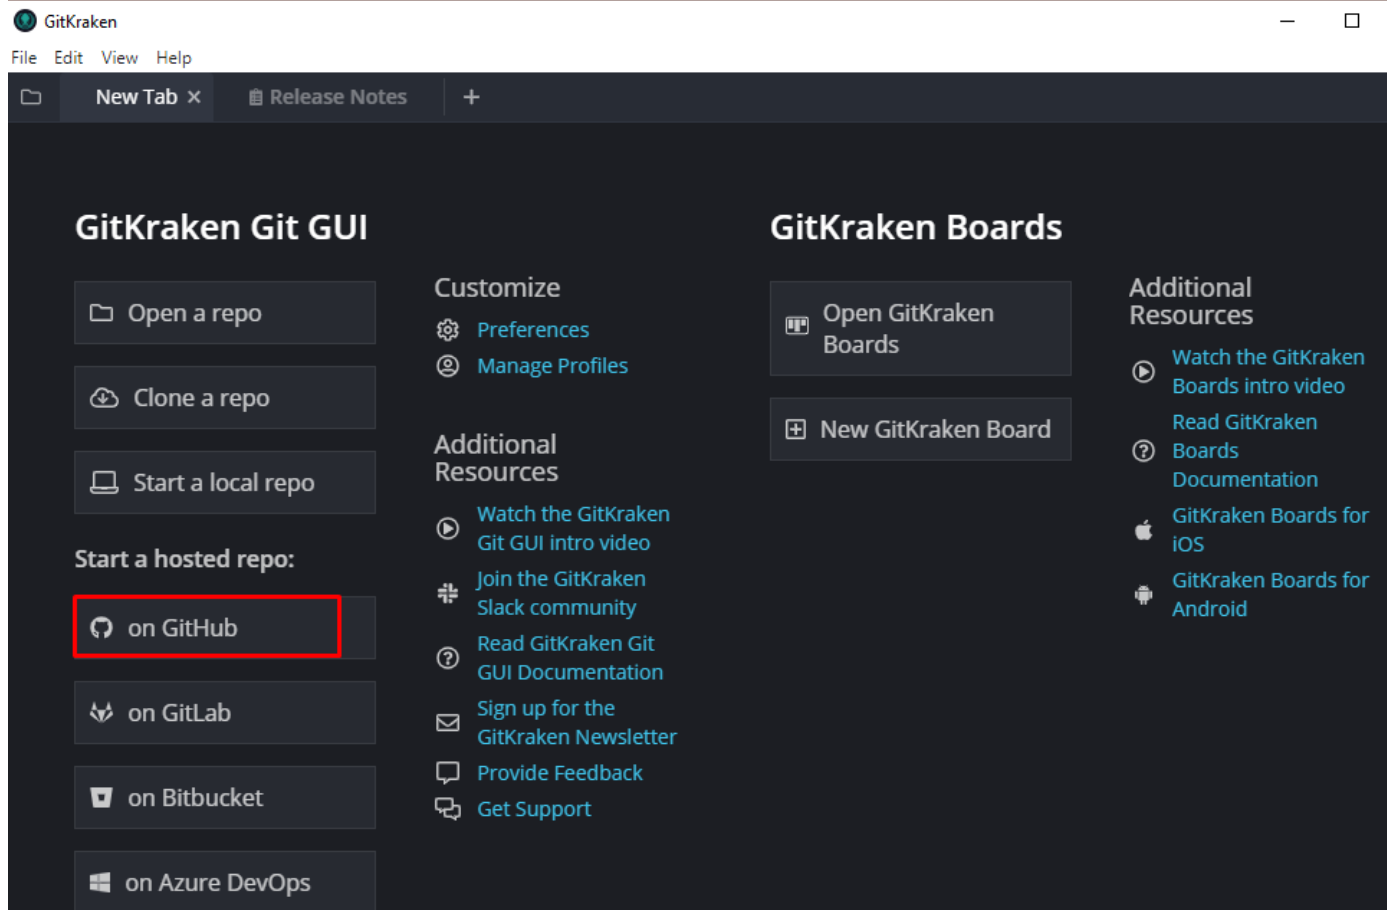 GitKraken
File Edit View Help
New Tab
Release Notes
GitKraken Git GUI
Open a repo
Clone a repo
Start a local repo
Start a hosted repo:
on GitHub
on GitLab
on Bitbucket
on Azure DevOps
Customize
Preferences
Manage Profiles
Additional
Resources
Watch the GitKraken
Git GUI intro video
Join the GitKraken
Slack community
Read GitKraken Git
GUI Documentation
Sign up for the
GitKraken Newsletter
Provide Feedback
Get Support
GitKraken Boards
Open GitKraken
Boards
New GitKraken Board
Additional
Resources
Watch the GitKraken
Boards intro video
Read GitKraken
Boards
Documentation
GitKraken Boards for
iOS
GitKraken Boards for
Android